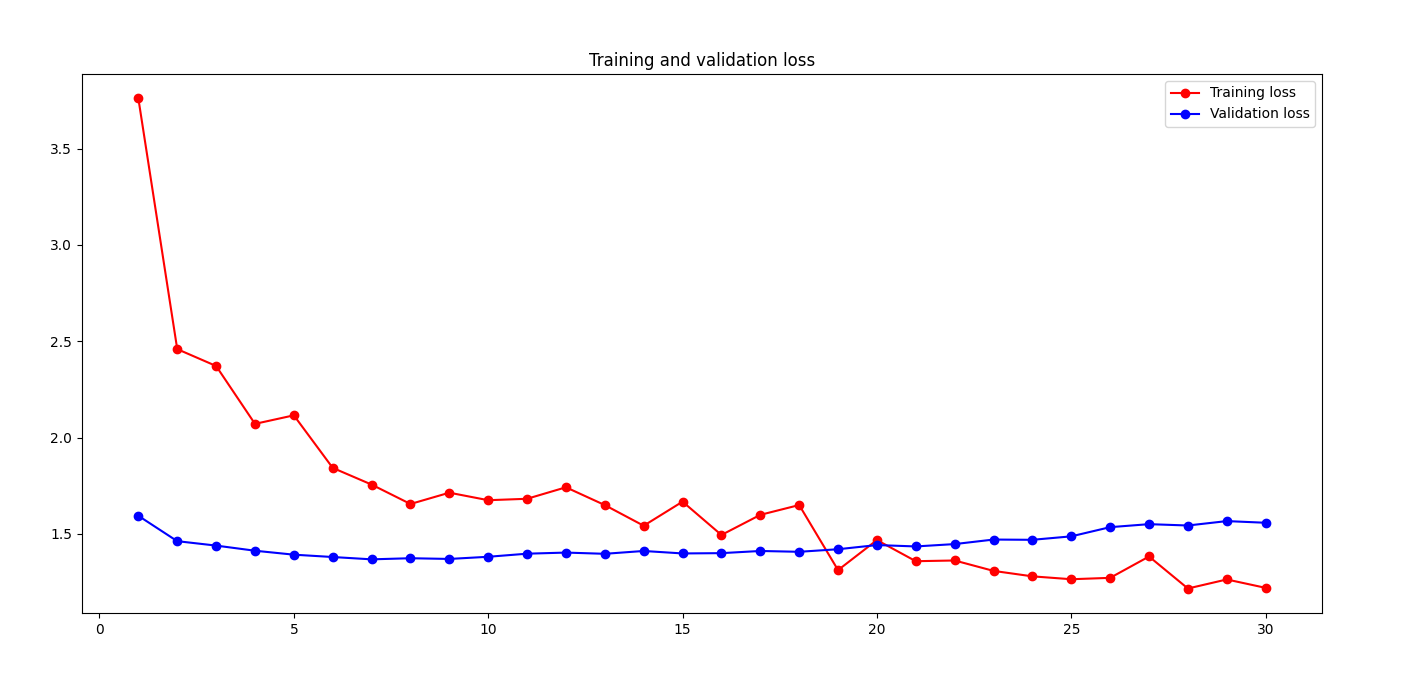 Training and validation loss
Training loss
Validation loss
3.5
3.0
2.5
2.0
1.5
0 5 10 15 20 25 30